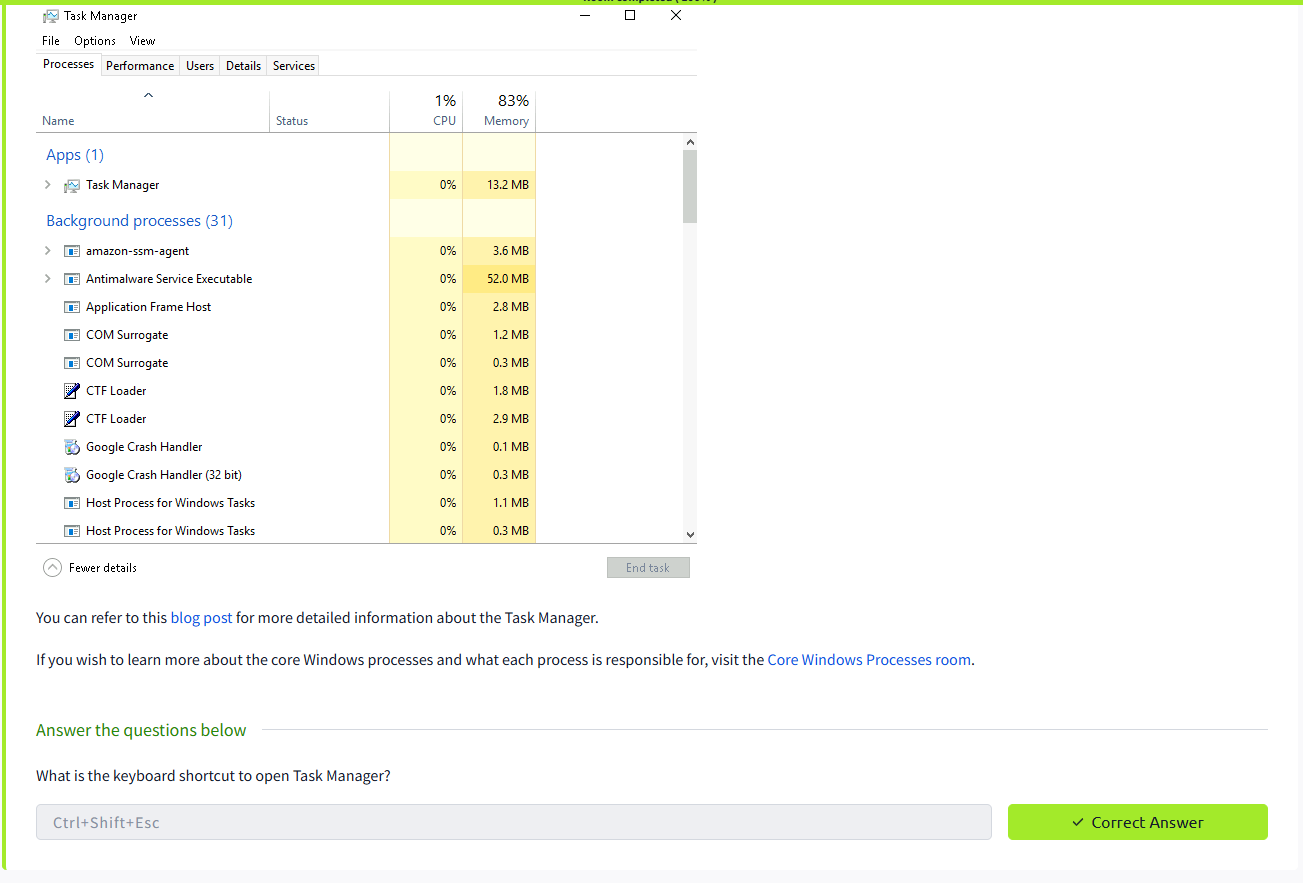 Room completed ( 100% )
Task Manager
File Options View
Processes Performance Users Details Services
1% 83%
Name Status CPU Memory
Apps (1)
Task Manager 0% 13.2 MB
Background processes (31)
amazon-ssm-agent 0% 3.6 MB
Antimalware Service Executable 0% 52.0 MB
Application Frame Host 0% 2.8 MB
COM Surrogate 0% 1.2 MB
COM Surrogate 0% 0.3 MB
CTF Loader 0% 1.8 MB
CTF Loader 0% 2.9 MB
Google Crash Handler 0% 0.1 MB
Google Crash Handler (32 bit) 0% 0.3 MB
Host Process for Windows Tasks 0% 1.1 MB
Host Process for Windows Tasks 0% 0.3 MB
Fewer details End task
You can refer to this blog post for more detailed information about the Task Manager.
If you wish to learn more about the core Windows processes and what each process is responsible for, visit the Core Windows Processes room.
Answer the questions below
What is the keyboard shortcut to open Task Manager?
Ctrl+Shift+Esc ✓ Correct Answer